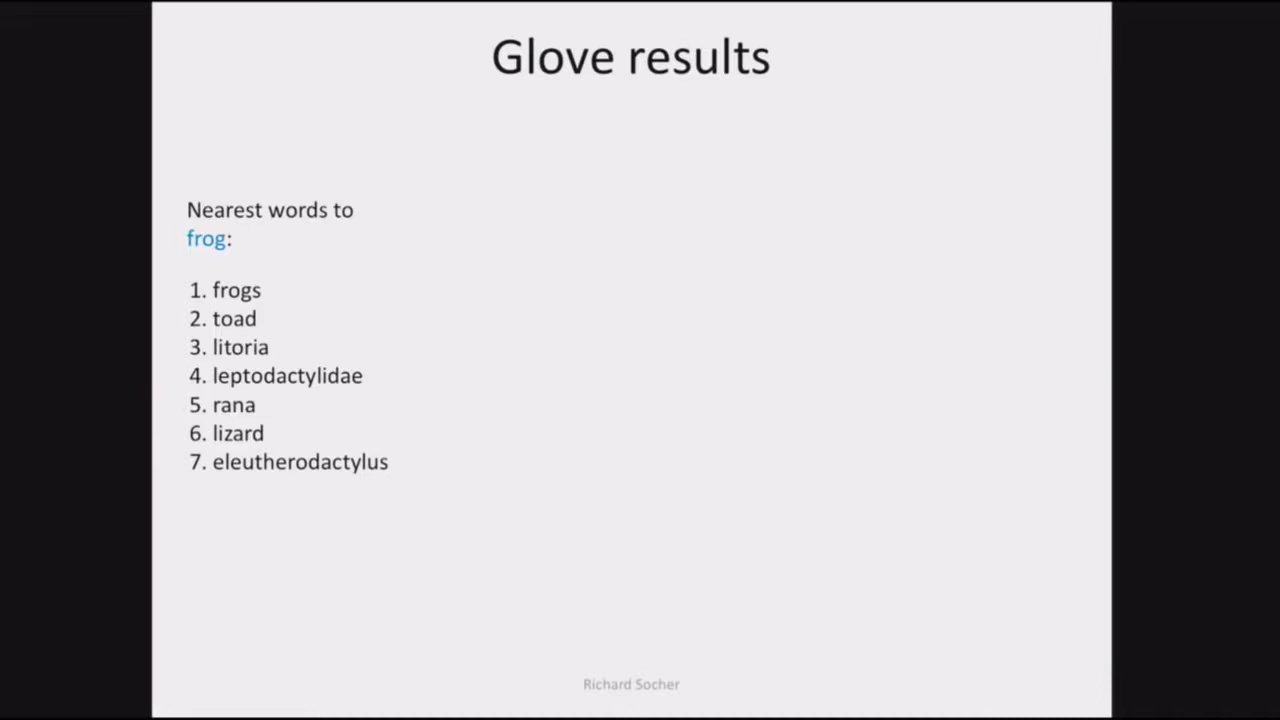 Glove results
Nearest words to
frog:
1. frogs
2. toad
3. litoria
4. leptodactylidae
5. rana
6. lizard
7. eleutherodactylus
Richard Socher